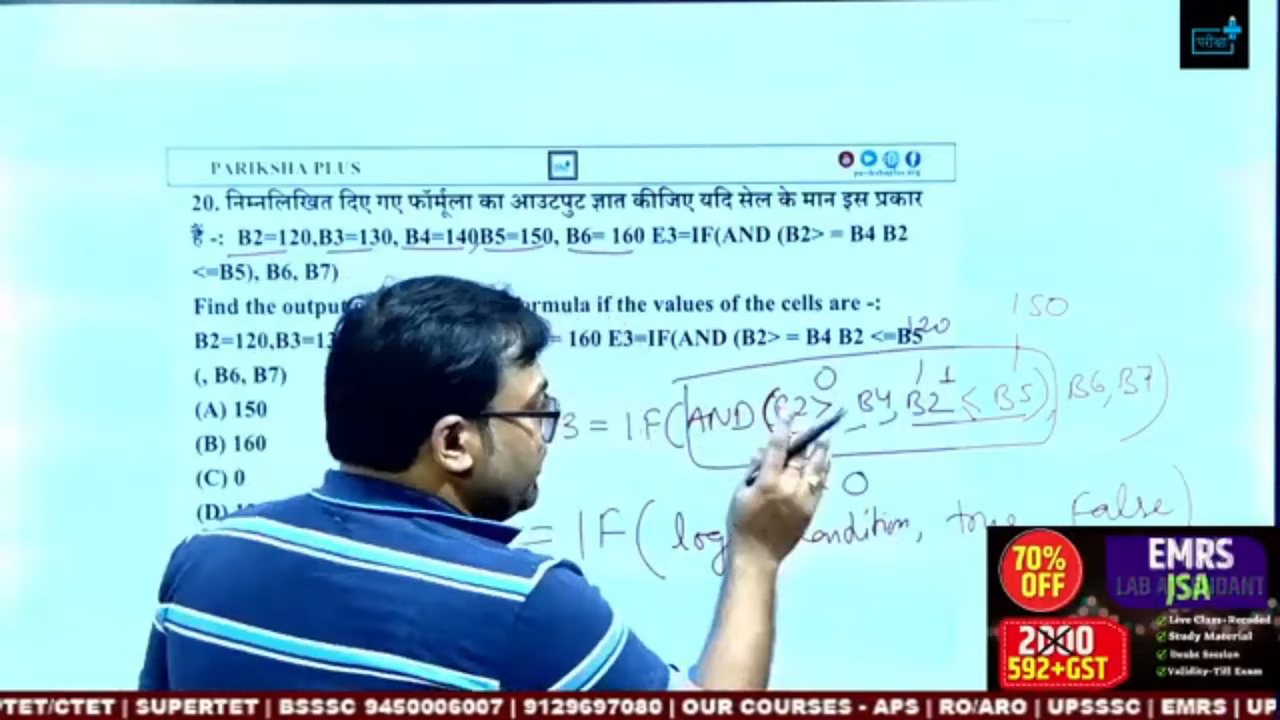 परीक्षा
PARIKSHA PLUS
parikshaplus.org
20. निम्नलिखित दिए गए फॉर्मूला का आउटपुट ज्ञात कीजिए यदि सेल के मान इस प्रकार
हैं -: B2=120,B3=130, B4=140,B5=150, B6= 160 E3=IF(AND (B2> = B4 B2
<=B5), B6, B7)
Find the output ormula if the values of the cells are -:
B2=120,B3=13 = 160 E3=IF(AND (B2> = B4 B2 <=B5
(, B6, B7)
(A) 150
(B) 160
(C) 0
(D)
150
120
0 1
3 = IF(AND(B2> B4, B2 ≤ B5), B6, B7)
0
= IF( log condition, true False)
70%
OFF
EMRS
LAB ATTENDANT
JSA
2000
592+GST
Live Class+Recoded
Study Material
Doubt Session
Validity-Till Exam
TET/CTET | SUPERTET | BSSSC 9450006007 | 9129697080 | OUR COURSES - APS | RO/ARO | UPSSSC | EMRS | UP